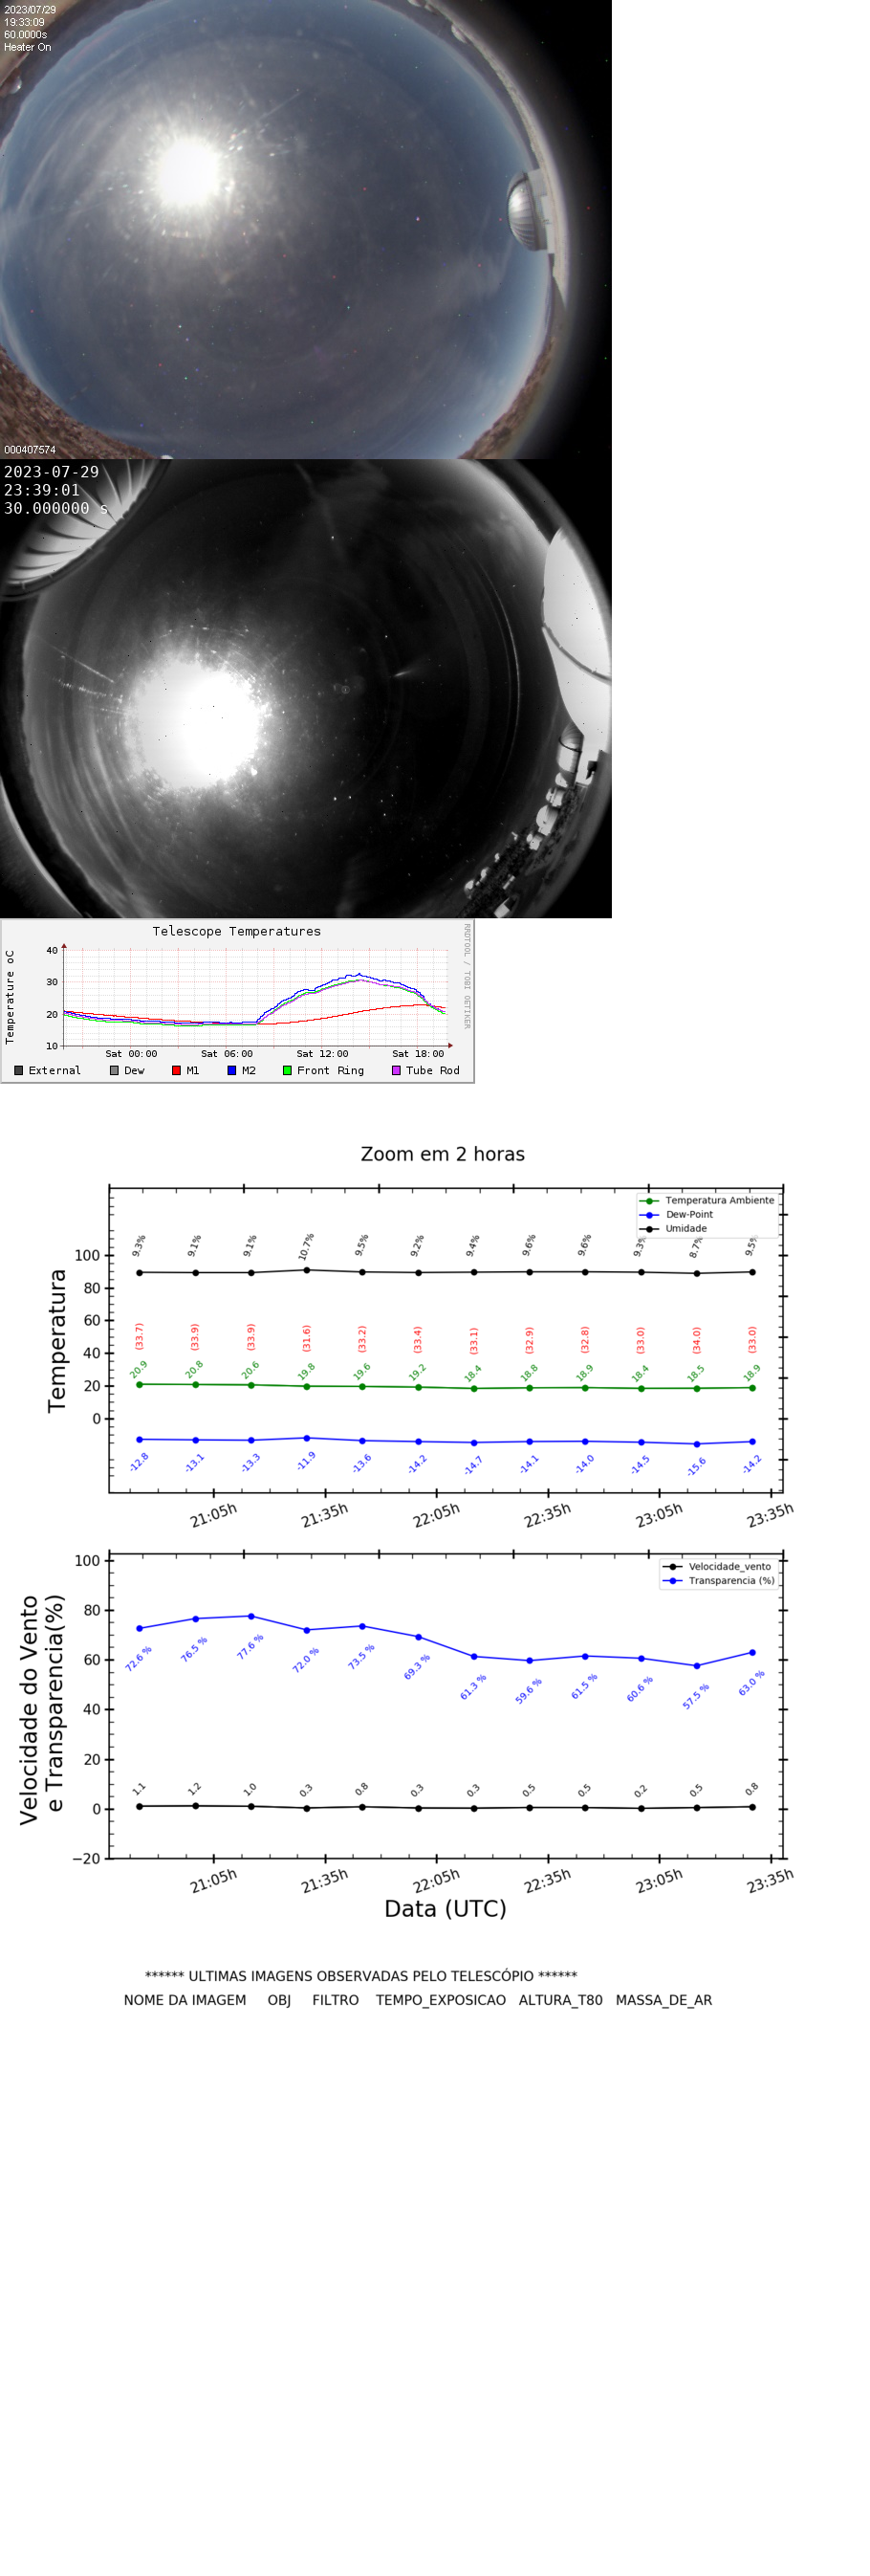 2023/07/29
19:33:09
60.0000s
Heater On
000407574
2023-07-29
23:39:01
30.000000 s
Telescope Temperatures
RRDTOOL / TOBI OETIKER
Temperature oC
40
30
20
10
Sat 00:00 Sat 06:00 Sat 12:00 Sat 18:00
External Dew M1 M2 Front Ring Tube Rod
Zoom em 2 horas
Temperatura Ambiente
Dew-Point
Umidade
Temperatura
100
80
60
40
20
0
9.3% 9.1% 9.1% 10.7% 9.5% 9.2% 9.4% 9.6% 9.6% 9.3% 8.7% 9.5%
(33.7) (33.9) (33.9) (31.6) (33.2) (33.4) (33.1) (32.9) (32.8) (33.0) (34.0) (33.0)
20.9 20.8 20.6 19.8 19.6 19.2 18.4 18.8 18.9 18.4 18.5 18.9
-12.8 -13.1 -13.3 -11.9 -13.6 -14.2 -14.7 -14.1 -14.0 -14.5 -15.6 -14.2
21:05h 21:35h 22:05h 22:35h 23:05h 23:35h
Velocidade_vento
Transparencia (%)
Velocidade do Vento
e Transparencia(%)
100
80
60
40
20
0
−20
72.6 % 76.5 % 77.6 % 72.0 % 73.5 % 69.3 % 61.3 % 59.6 % 61.5 % 60.6 % 57.5 % 63.0 %
1.1 1.2 1.0 0.3 0.8 0.3 0.3 0.5 0.5 0.2 0.5 0.8
21:05h 21:35h 22:05h 22:35h 23:05h 23:35h
Data (UTC)
****** ULTIMAS IMAGENS OBSERVADAS PELO TELESCÓPIO ******
NOME DA IMAGEM OBJ FILTRO TEMPO_EXPOSICAO ALTURA_T80 MASSA_DE_AR